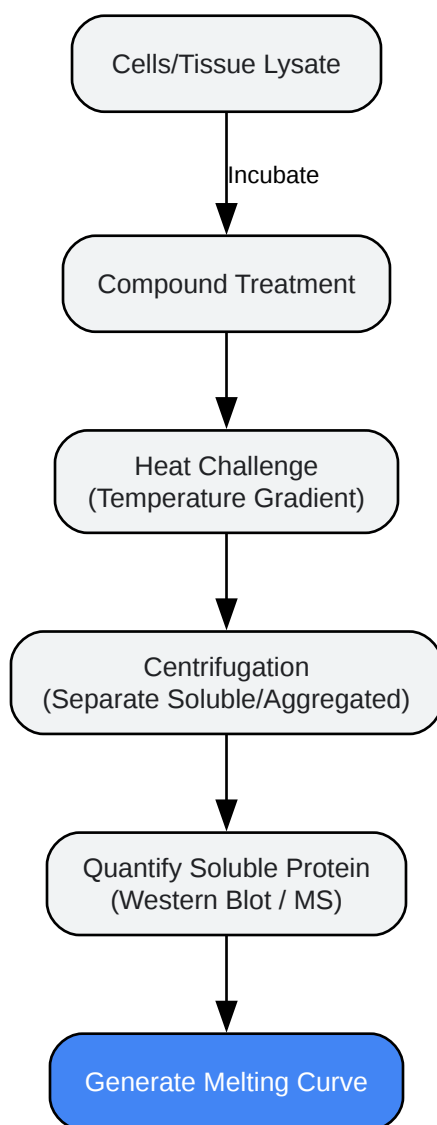 Cells/Tissue Lysate
Incubate
Compound Treatment
Heat Challenge
(Temperature Gradient)
Centrifugation
(Separate Soluble/Aggregated)
Quantify Soluble Protein
(Western Blot / MS)
Generate Melting Curve